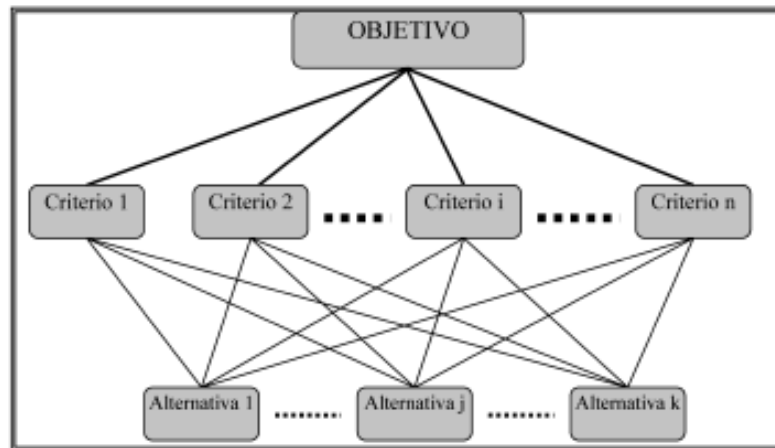 OBJETIVO
Criterio 1
Criterio 2
Criterio i
Criterio n
Alternativa 1
Alternativa j
Alternativa k